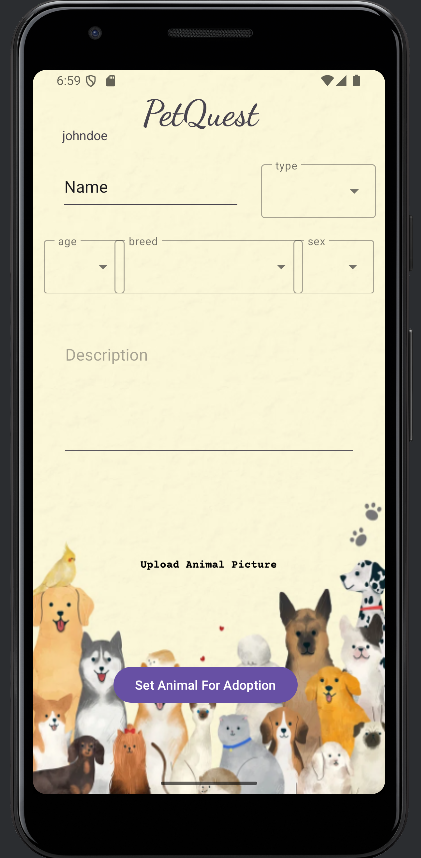 6:59
PetQuest
johndoe
Name
type
age
breed
sex
Description
Upload Animal Picture
Set Animal For Adoption